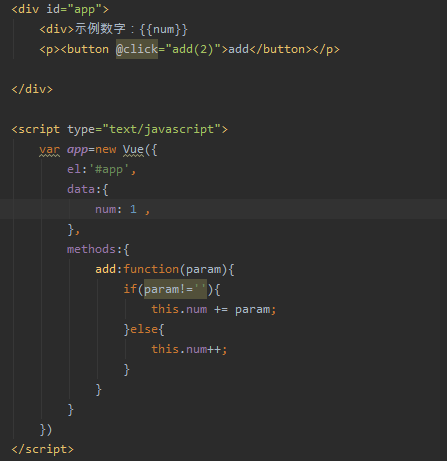 <div id="app">
<div>示例数字：{{num}}
<p><button @click="add(2)">add</button></p>
</div>
<script type="text/javascript">
var app=new Vue({
el:'#app',
data:{
num: 1 ,
},
methods:{
add:function(param){
if(param!=''){
this.num += param;
}else{
this.num++;
}
}
}
})
</script>